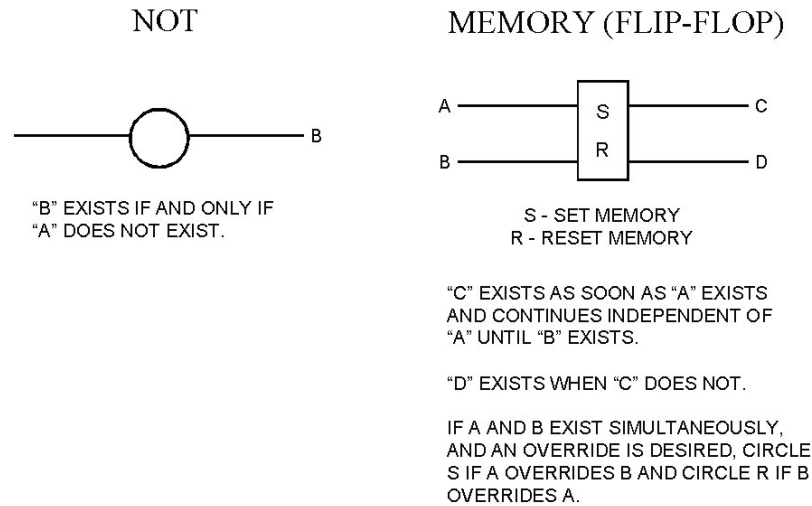 NOT
B
“B” EXISTS IF AND ONLY IF
“A” DOES NOT EXIST.
MEMORY (FLIP-FLOP)
A S C
B R D
S - SET MEMORY
R - RESET MEMORY
“C” EXISTS AS SOON AS “A” EXISTS
AND CONTINUES INDEPENDENT OF
“A” UNTIL “B” EXISTS.
“D” EXISTS WHEN “C” DOES NOT.
IF A AND B EXIST SIMULTANEOUSLY,
AND AN OVERRIDE IS DESIRED, CIRCLE
S IF A OVERRIDES B AND CIRCLE R IF B
OVERRIDES A.